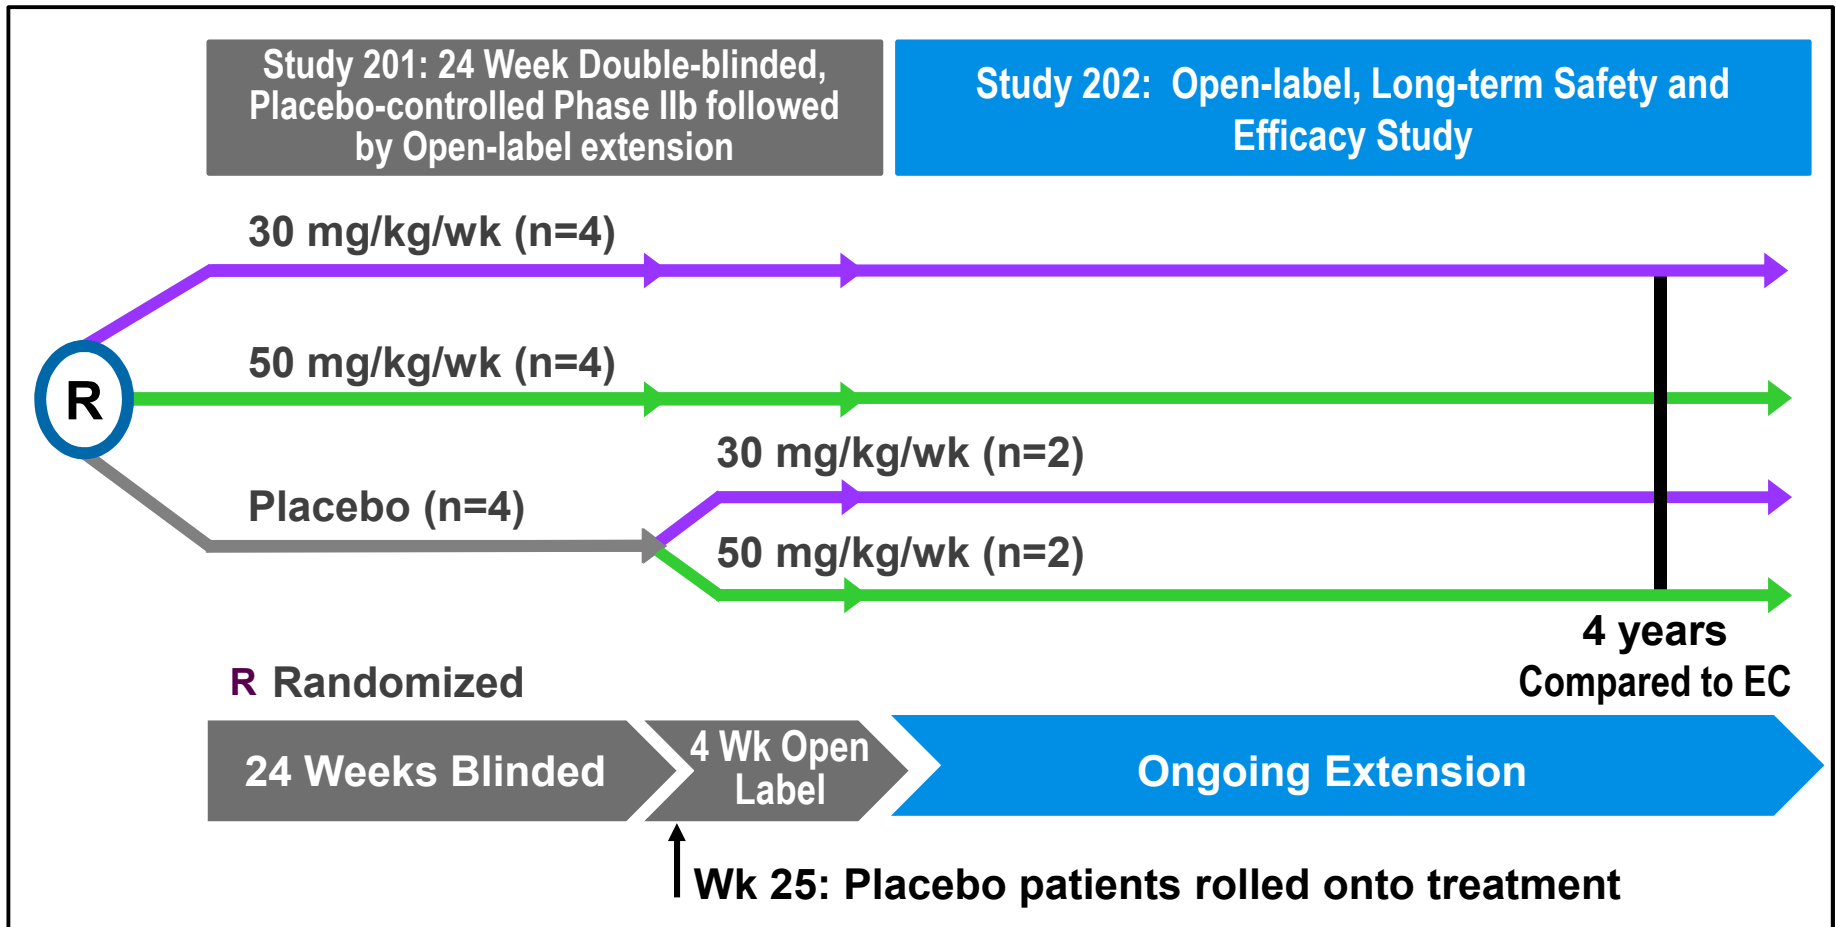 Study 201: 24 Week Double-blinded,
Placebo-controlled Phase IIb followed
by Open-label extension
Study 202: Open-label, Long-term Safety and
Efficacy Study
30 mg/kg/wk (n=4)
50 mg/kg/wk (n=4)
R
30 mg/kg/wk (n=2)
Placebo (n=4)
50 mg/kg/wk (n=2)
4 years
Compared to EC
R Randomized
24 Weeks Blinded
4 Wk Open
Label
Ongoing Extension
Wk 25: Placebo patients rolled onto treatment